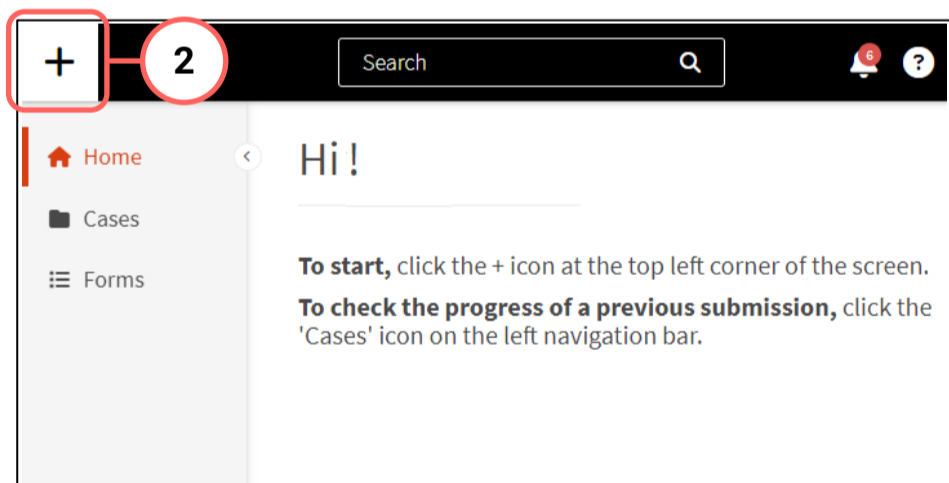 +
2
Search
6
?
Home
Hi !
Cases
Forms
To start, click the + icon at the top left corner of the screen.
To check the progress of a previous submission, click the
'Cases' icon on the left navigation bar.